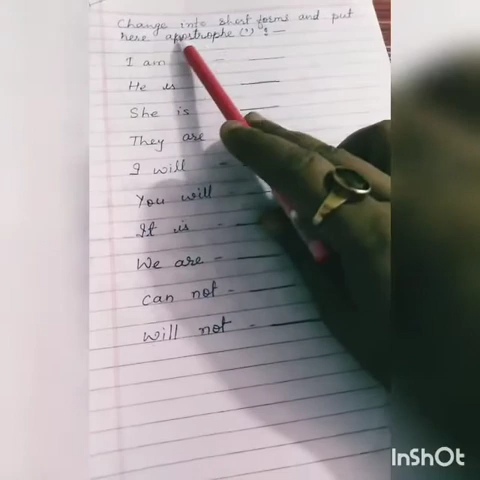 Change into short forms and put
here apostrophe (') :-
I am
He is
She is
They are
I will -
You will -
It is -
We are -
Can not -
Will not -
InShOt